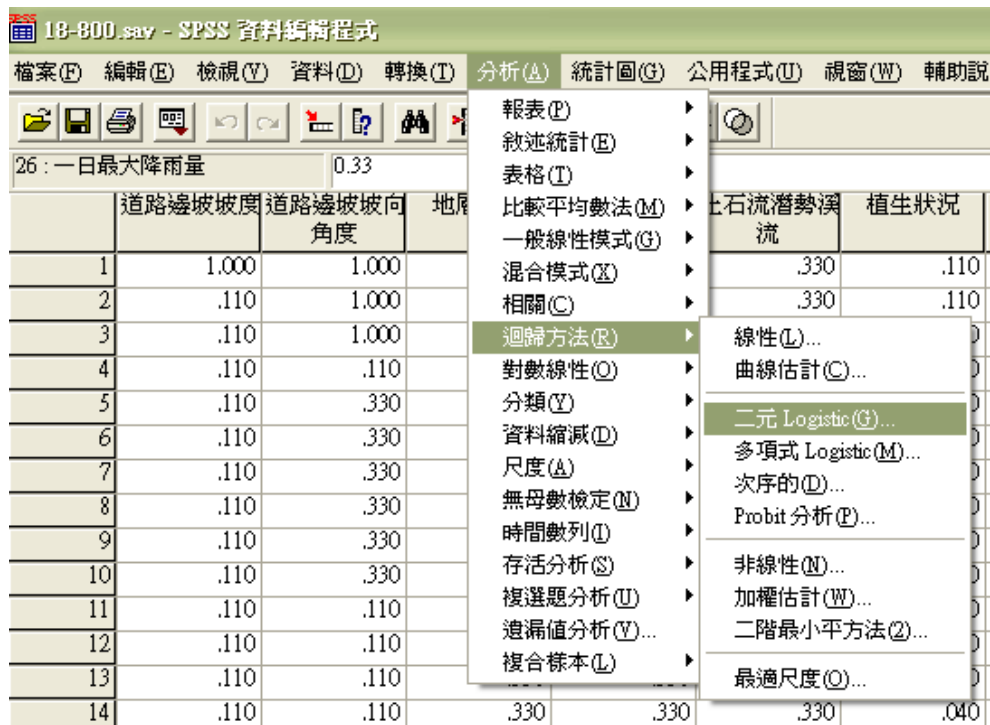 18-800.sav - SPSS 資料編輯程式
檔案(F) 編輯(E) 檢視(V) 資料(D) 轉換(T) 分析(A) 統計圖(G) 公用程式(U) 視窗(W) 輔助說
26 : 一日最大降雨量 0.33
道路邊坡坡度 道路邊坡坡向角度 地層 土石流潛勢溪流 植生狀況
1 1.000 1.000 .330 .110
2 .110 1.000 .330 .110
3 .110 1.000
4 .110 .110
5 .110 .330
6 .110 .330
7 .110 .330
8 .110 .330
9 .110 .330
10 .110 .330
11 .110 .110
12 .110 .110
13 .110 .110
14 .110 .110 .330 .330 .330 .040
報表(P)
敘述統計(E)
表格(T)
比較平均數法(M)
一般線性模式(G)
混合模式(X)
相關(C)
迴歸方法(R)
對數線性(O)
分類(Y)
資料縮減(D)
尺度(A)
無母數檢定(N)
時間數列(I)
存活分析(S)
複選題分析(U)
遺漏值分析(V)...
複合樣本(L)
線性(L)...
曲線估計(C)...
二元 Logistic(G)...
多項式 Logistic(M)...
次序的(D)...
Probit 分析(P)...
非線性(N)...
加權估計(W)...
二階最小平方法(2)...
最適尺度(O)...